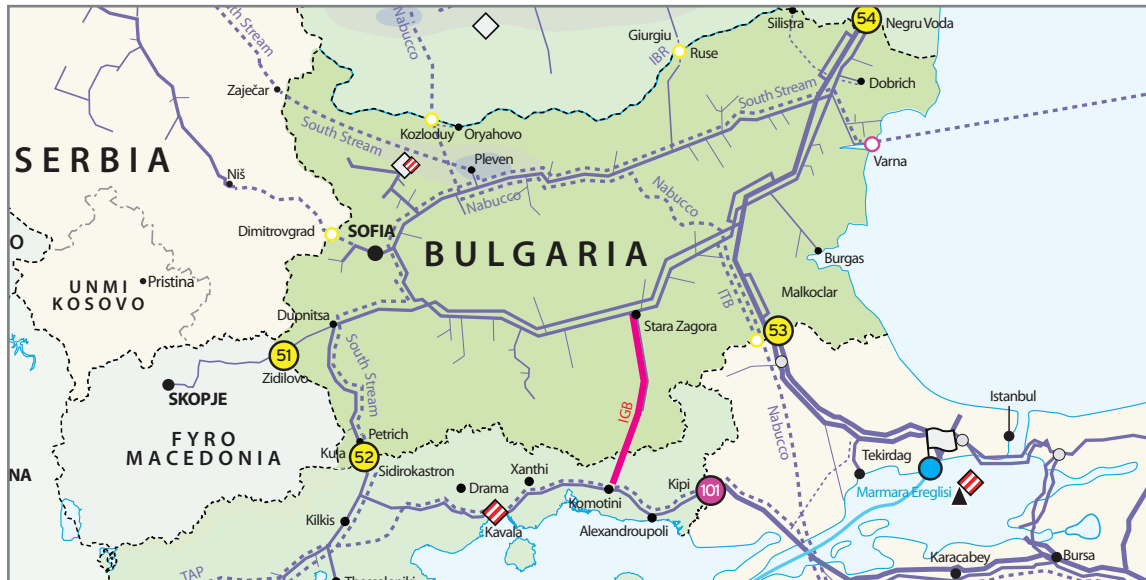 54
Silistra
Negru Voda
Giurgiu
IBR
Ruse
South Stream
Nabucco
Dobrich
Zaječar
South Stream
South Stream
Kozloduy
Oryahovo
Varna
SERBIA
Pleven
Niš
Nabucco
Nabucco
Dimitrovgrad
SOFIA
BULGARIA
O
Burgas
Pristina
UNMI
KOSOVO
ITB
Malkoclar
Dupnitsa
Stara Zagora
53
51
Zidilovo
South Stream
SKOPJE
IGB
Nabucco
Istanbul
FYRO
MACEDONIA
Petrich
Kula
52
Sidirokastron
Xanthi
Tekirdag
NA
Drama
Komotini
Kipi
101
Marmara Ereglisi
Kilkis
Kavala
Alexandroupoli
Karacabey
Bursa
TAP
Thessaloniki